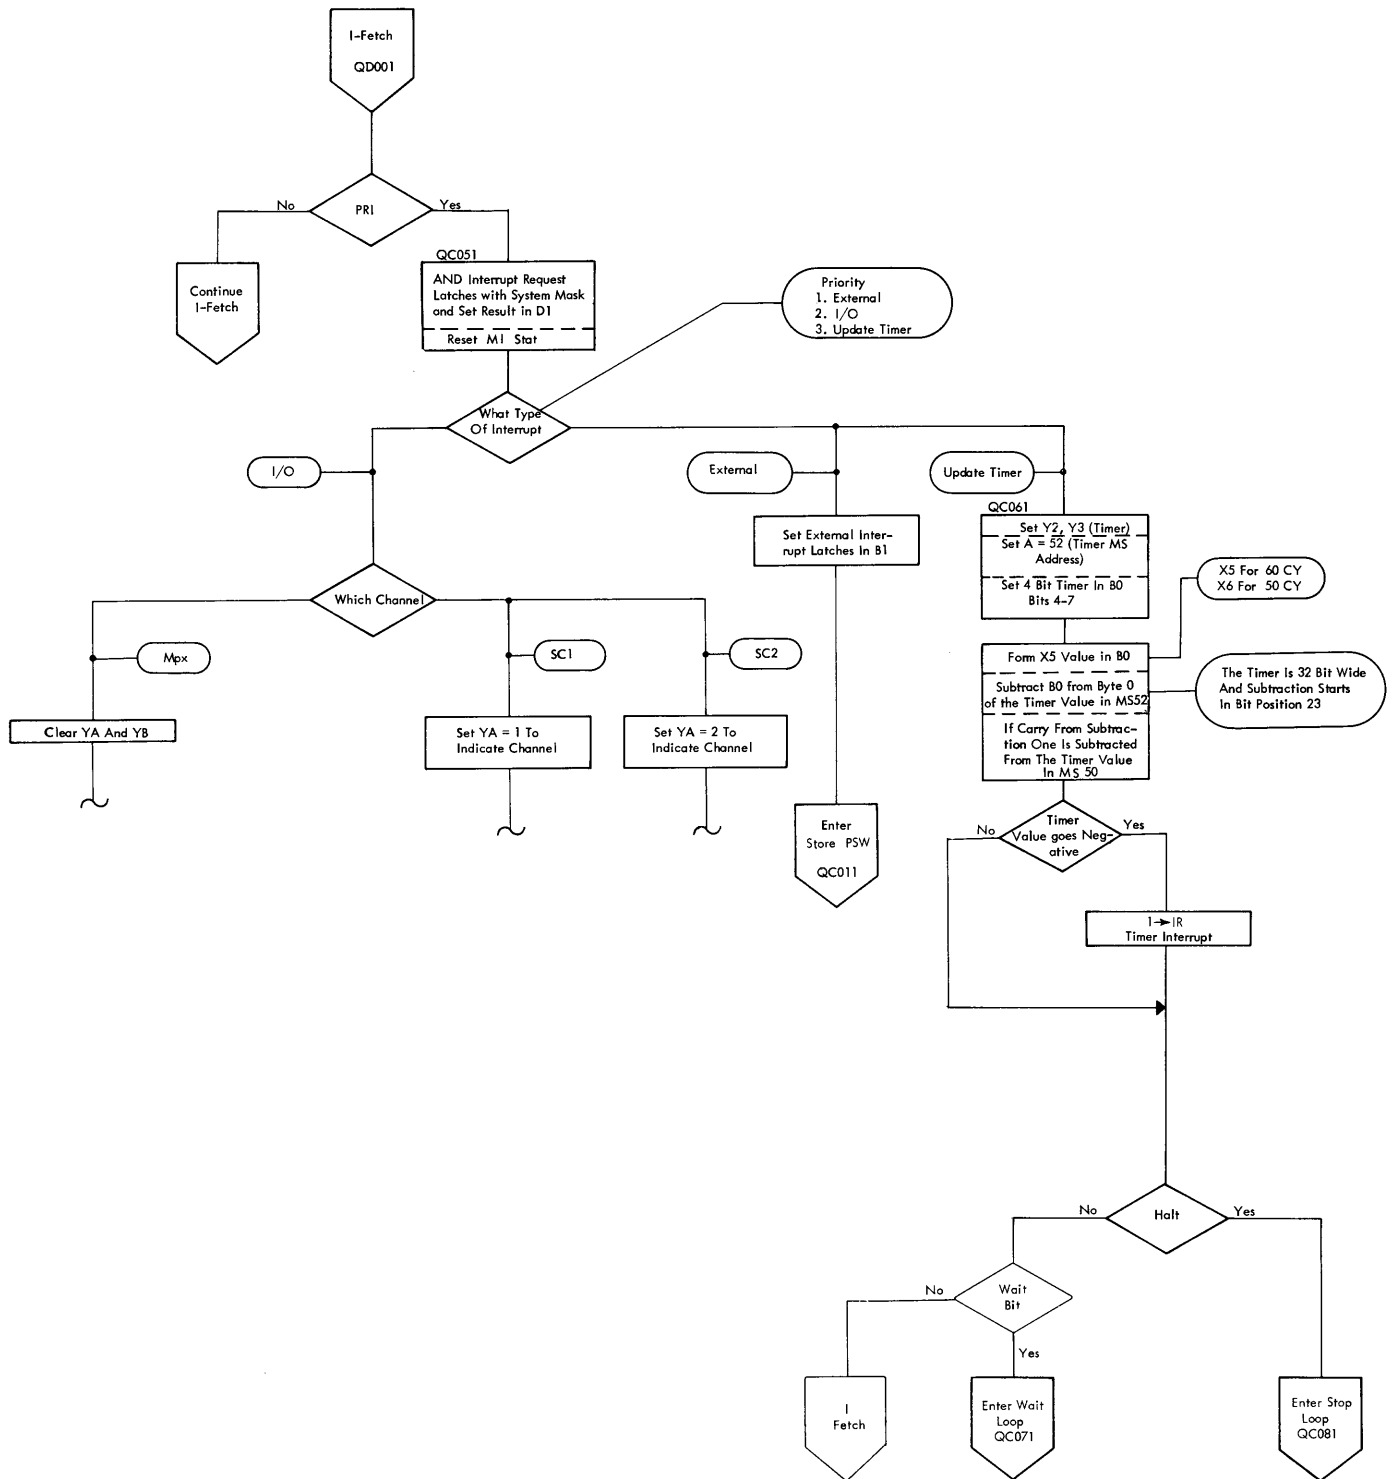 I-Fetch
QD001
PRI
No
Yes
Continue
I-Fetch
QC051
AND Interrupt Request
Latches with System Mask
and Set Result in D1
Reset M1 Stat
Priority
1. External
2. I/O
3. Update Timer
What Type
Of Interrupt
I/O
External
Update Timer
QC061
Set External Inter-
rupt Latches In B1
Set Y2, Y3 (Timer)
Set A = 52 (Timer MS
Address)
Set 4 Bit Timer In B0
Bits 4-7
X5 For 60 CY
X6 For 50 CY
Which Channel
Mpx
SC1
SC2
Form X5 Value in B0
Subtract B0 from Byte 0
of the Timer Value in MS52
If Carry From Subtrac-
tion One Is Subtracted
From The Timer Value
In MS 50
The Timer Is 32 Bit Wide
And Subtraction Starts
In Bit Position 23
Clear YA And YB
Set YA = 1 To
Indicate Channel
Set YA = 2 To
Indicate Channel
Enter
Store PSW
QC011
No
Timer
Value goes Neg-
ative
Yes
1→IR
Timer Interrupt
No
Halt
Yes
No
Wait
Bit
Yes
I
Fetch
Enter Wait
Loop
QC071
Enter Stop
Loop
QC081